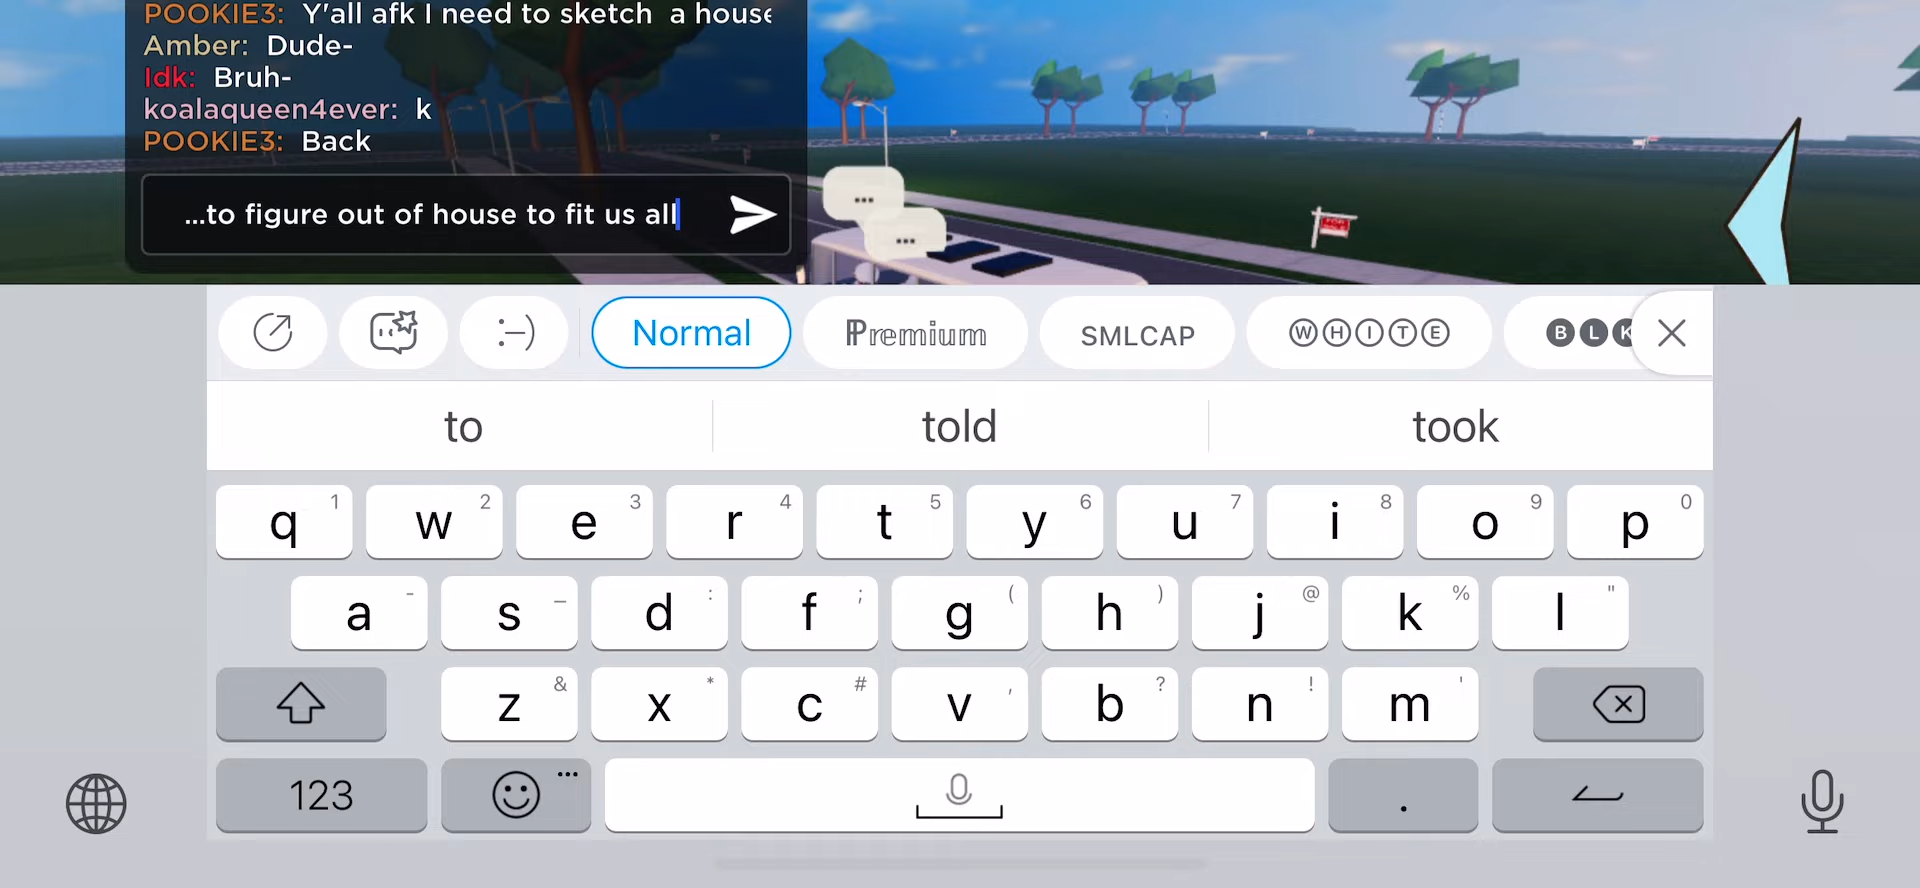 POOKIE3: Y'all afk I need to sketch a house
Amber: Dude-
Idk: Bruh-
koalaqueen4ever: k
POOKIE3: Back
...to figure out of house to fit us all
...
...
:-) Normal ℙremium SMLCAP ⓌⒽⒾⓉⒺ 🅑🅛🅚
to told took
q 1 w 2 e 3 r 4 t 5 y 6 u 7 i 8 o 9 p 0
a - s _ d : f ; g ( h ) j @ k % l "
z & x * c # v , b ? n ! m '
123 ... .